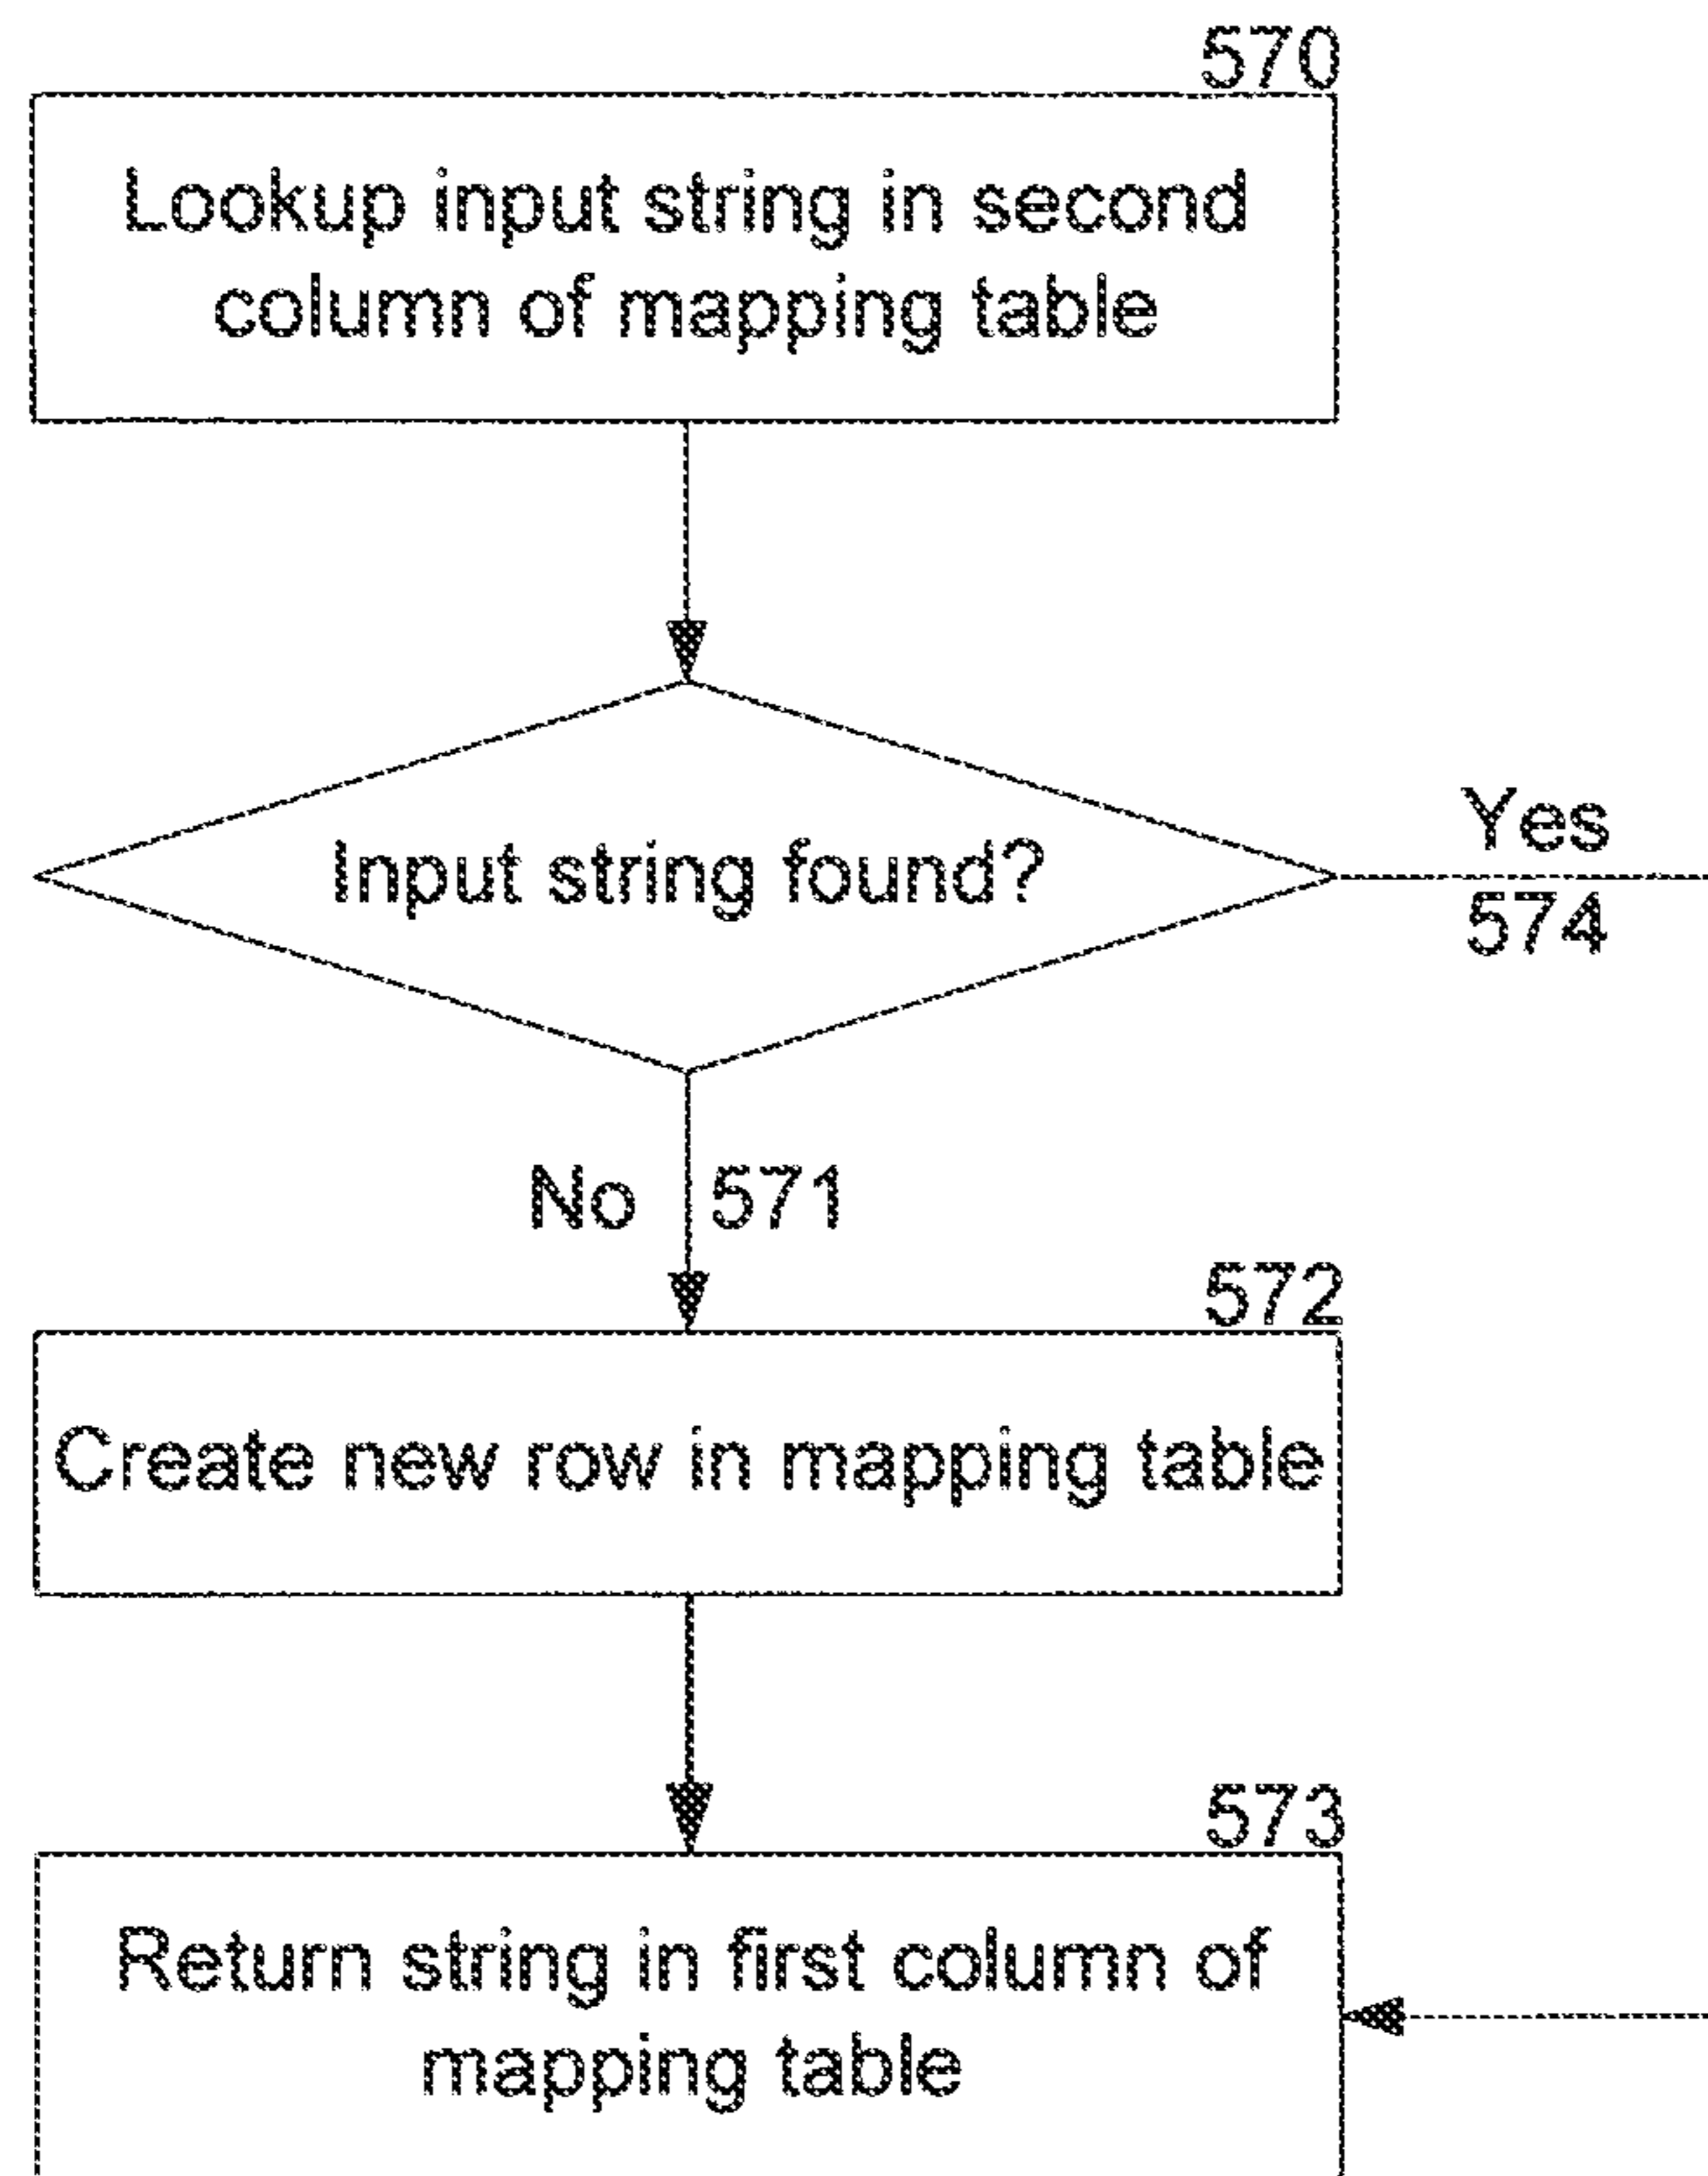 570
Lookup input string in second
column of mapping table
Input string found?
Yes
574
No 571
572
Create new row in mapping table
573
Return string in first column of
mapping table